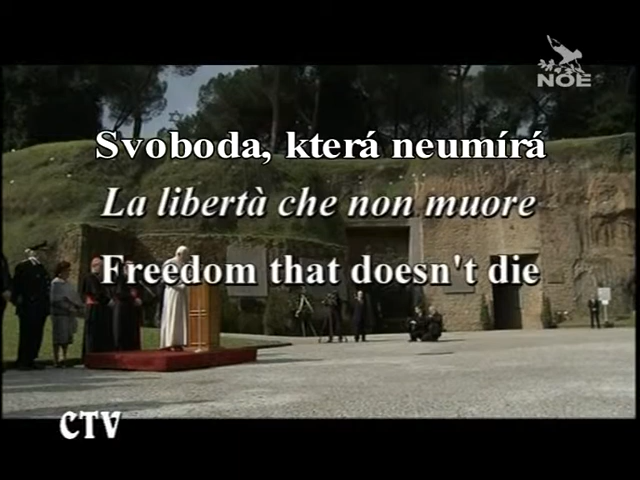 NOE
Svoboda, která neumírá
La libertà che non muore
Freedom that doesn't die
CTV